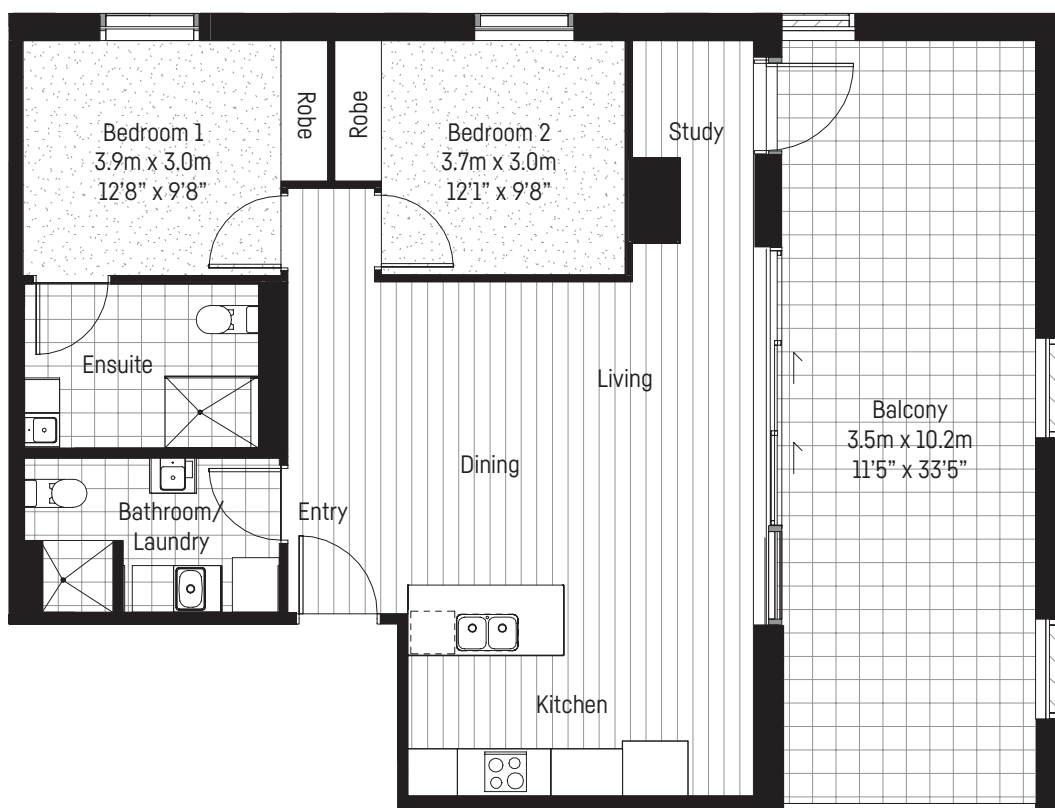 Bedroom 1
3.9m x 3.0m
12'8" x 9'8"
Robe
Robe
Bedroom 2
3.7m x 3.0m
12'1" x 9'8"
Study
Ensuite
Living
Balcony
3.5m x 10.2m
11'5" x 33'5"
Dining
Bathroom/
Laundry
Entry
Kitchen